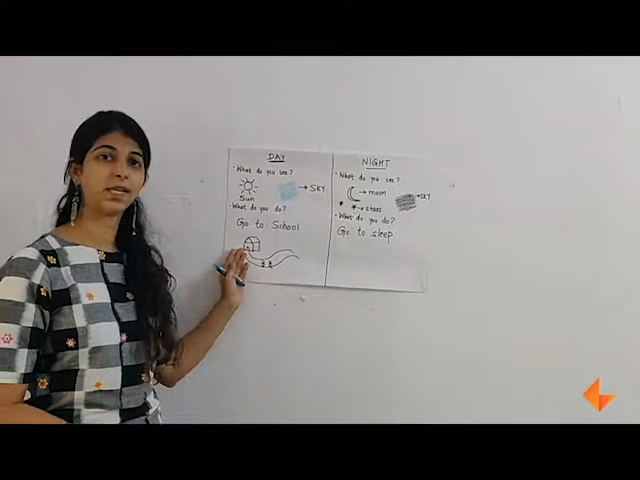 DAY
• What do you see?
→ SKY
Sun
• What do you do?
Go to School
NIGHT
• What do you see?
→ moon
→ SKY
→ stars
• What do you do?
Go to sleep